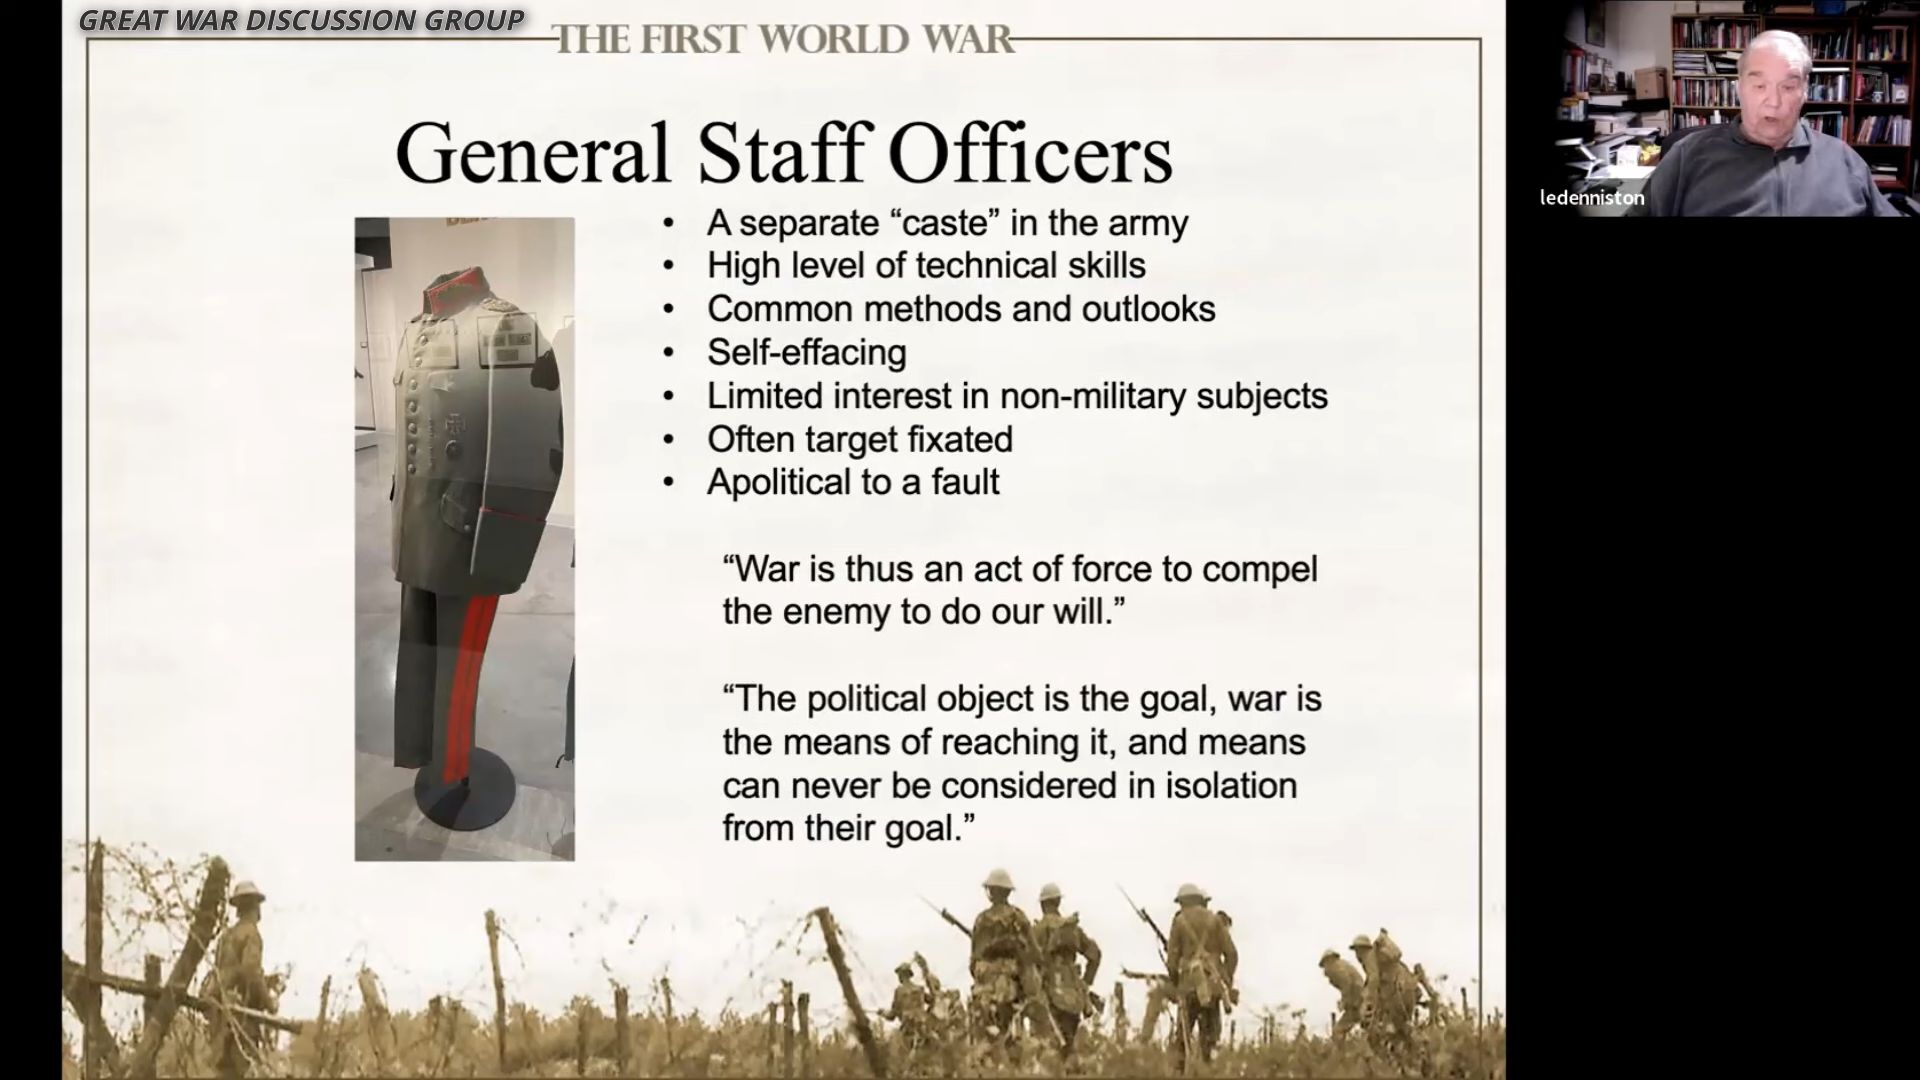 GREAT WAR DISCUSSION GROUP
THE FIRST WORLD WAR
General Staff Officers
• A separate “caste” in the army
• High level of technical skills
• Common methods and outlooks
• Self-effacing
• Limited interest in non-military subjects
• Often target fixated
• Apolitical to a fault
“War is thus an act of force to compel
the enemy to do our will.”
“The political object is the goal, war is
the means of reaching it, and means
can never be considered in isolation
from their goal.”
ledenniston